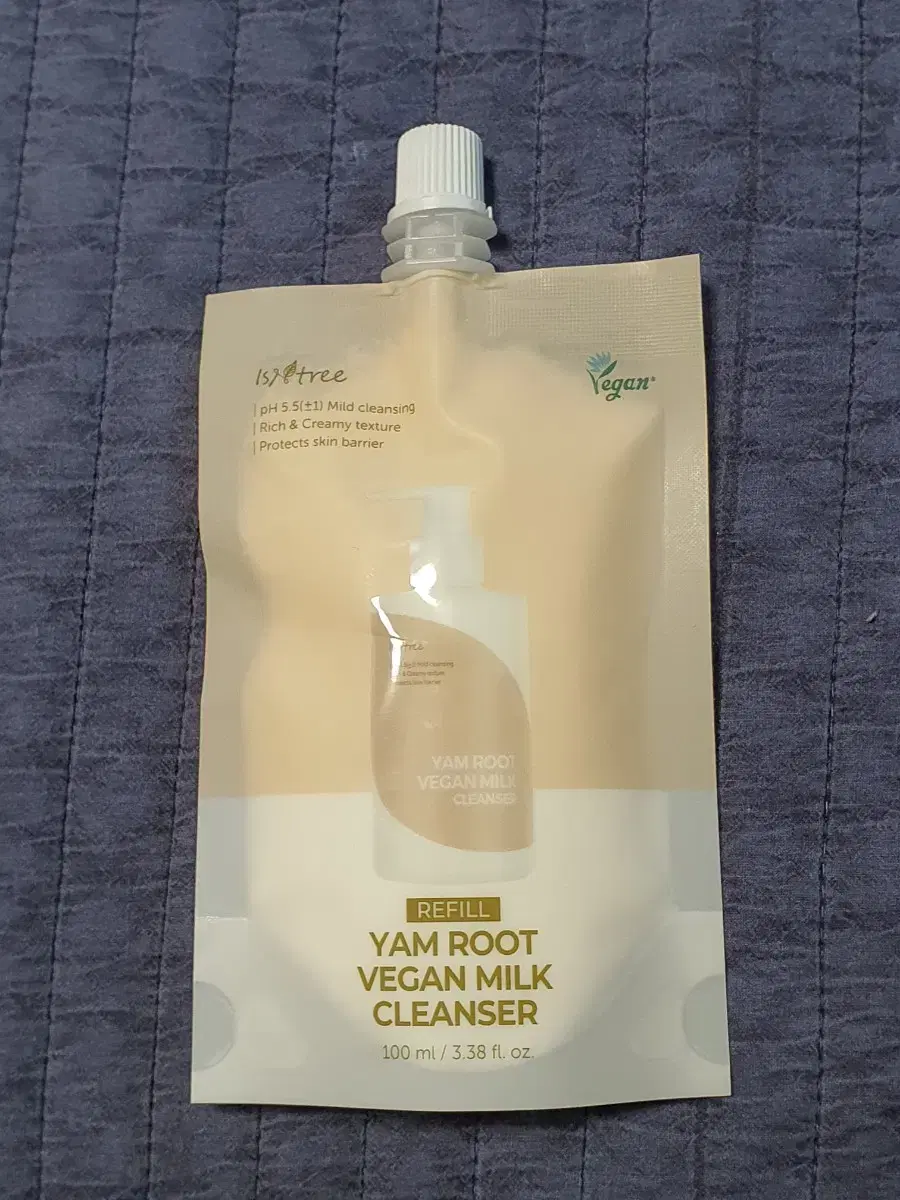 Isntree
Vegan®
| pH 5.5(±1) Mild cleansing
| Rich & Creamy texture
| Protects skin barrier
YAM ROOT
VEGAN MILK
CLEANSER
REFILL
YAM ROOT
VEGAN MILK
CLEANSER
100 ml / 3.38 fl. oz.